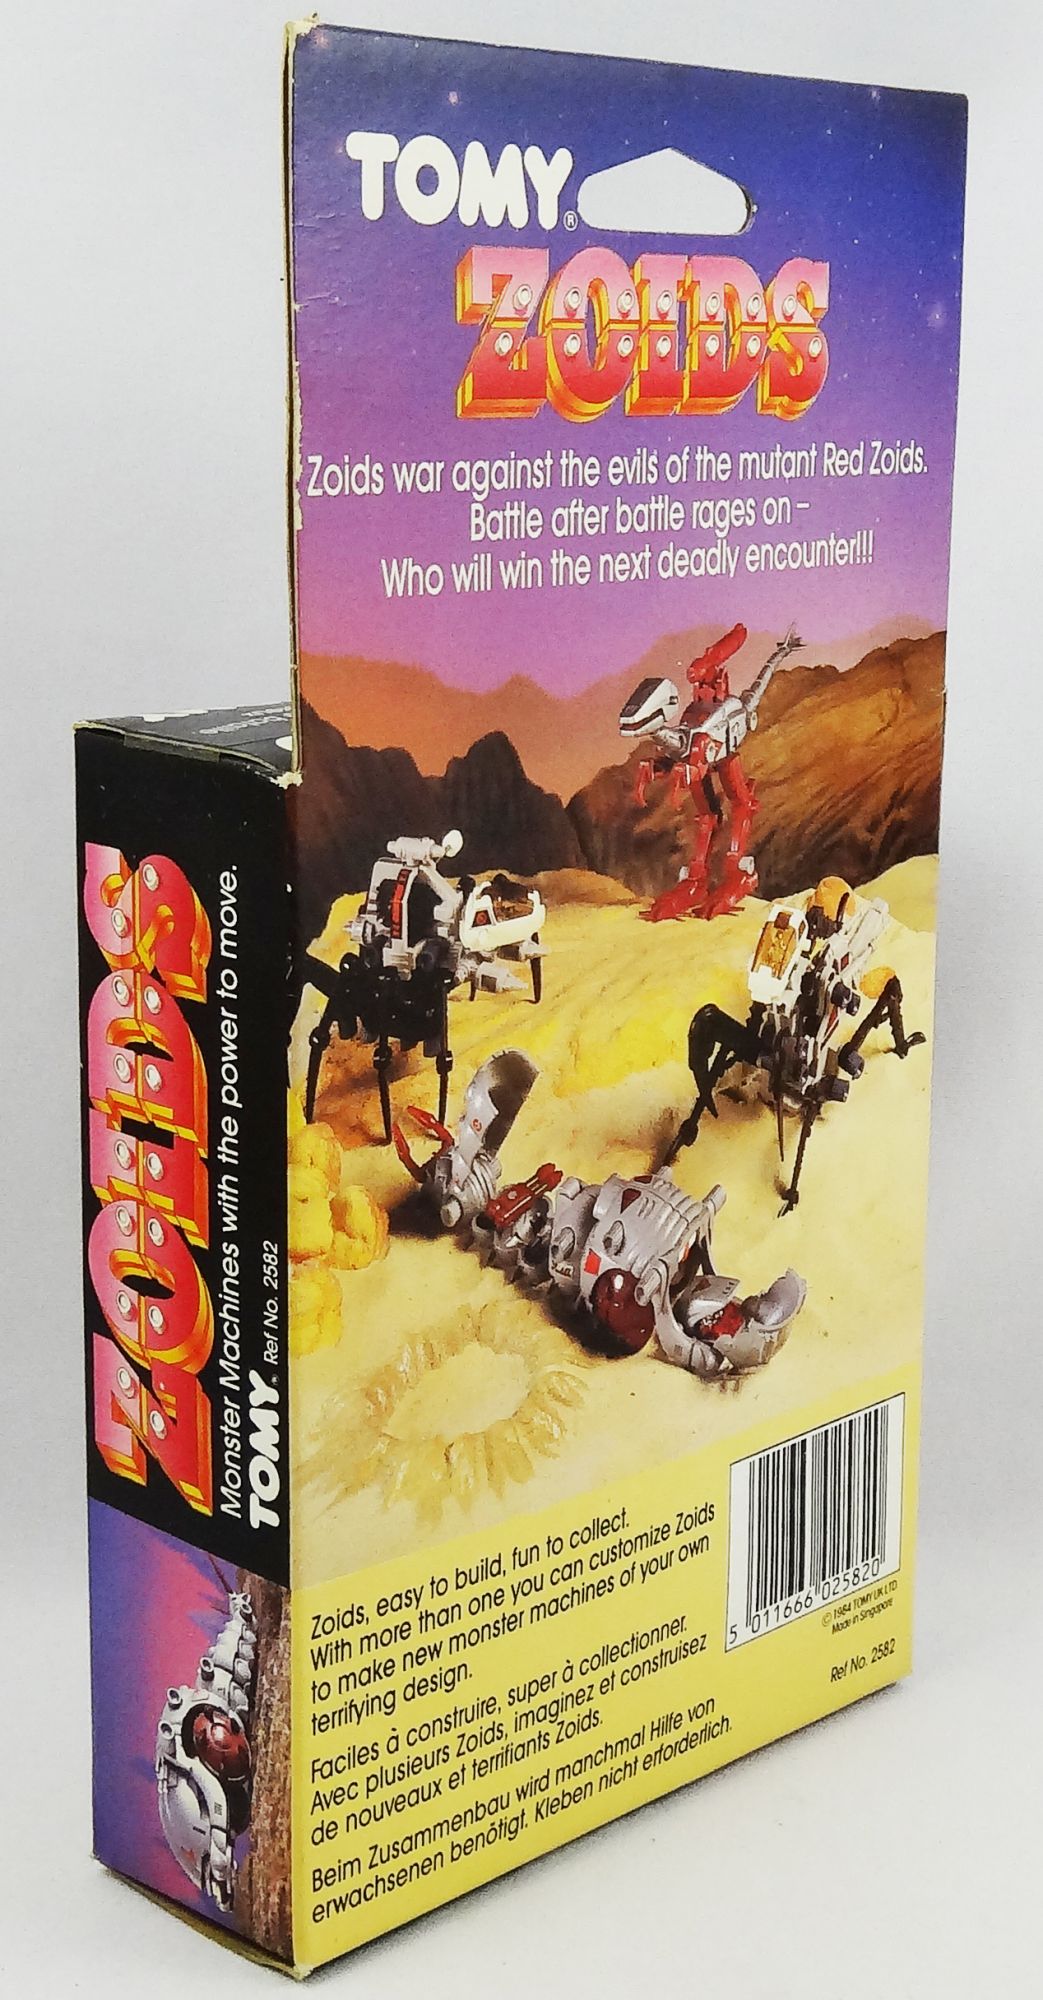 TOMY®
ZOIDS
Zoids war against the evils of the mutant Red Zoids.
Battle after battle rages on –
Who will win the next deadly encounter!!!
ZOIDS
Monster Machines with the power to move.
TOMY® Ref No. 2582
Zoids, easy to build, fun to collect.
With more than one you can customize Zoids
to make new monster machines of your own
terrifying design.
Faciles à construire, super à collectionner.
Avec plusieurs Zoids, imaginez et construisez
de nouveaux et terrifiants Zoids.
Beim Zusammenbau wird manchmal Hilfe von
erwachsenen benötigt. Kleben nicht erforderlich.
5 011666 025820
© 1984 TOMY UK LTD
Made in Singapore
Ref No. 2582